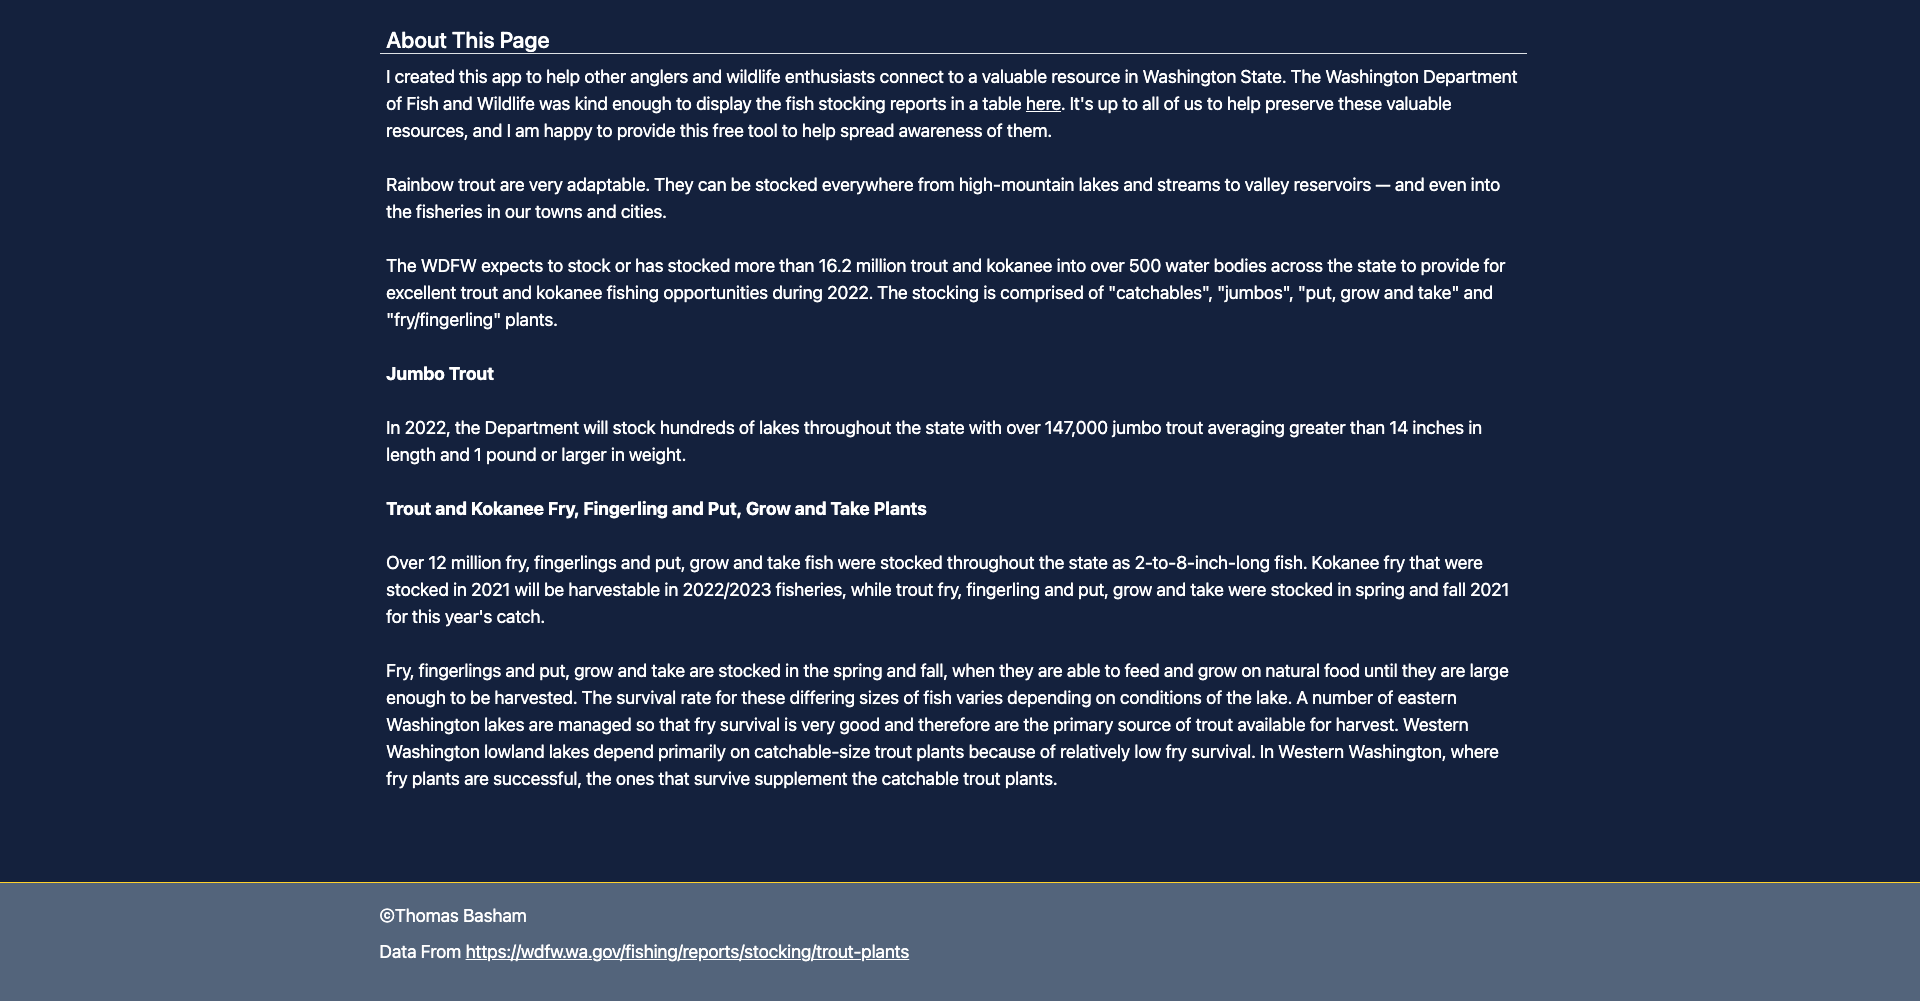 About This Page
I created this app to help other anglers and wildlife enthusiasts connect to a valuable resource in Washington State. The Washington Department
of Fish and Wildlife was kind enough to display the fish stocking reports in a table here. It's up to all of us to help preserve these valuable
resources, and I am happy to provide this free tool to help spread awareness of them.
Rainbow trout are very adaptable. They can be stocked everywhere from high-mountain lakes and streams to valley reservoirs — and even into
the fisheries in our towns and cities.
The WDFW expects to stock or has stocked more than 16.2 million trout and kokanee into over 500 water bodies across the state to provide for
excellent trout and kokanee fishing opportunities during 2022. The stocking is comprised of "catchables", "jumbos", "put, grow and take" and
"fry/fingerling" plants.
Jumbo Trout
In 2022, the Department will stock hundreds of lakes throughout the state with over 147,000 jumbo trout averaging greater than 14 inches in
length and 1 pound or larger in weight.
Trout and Kokanee Fry, Fingerling and Put, Grow and Take Plants
Over 12 million fry, fingerlings and put, grow and take fish were stocked throughout the state as 2-to-8-inch-long fish. Kokanee fry that were
stocked in 2021 will be harvestable in 2022/2023 fisheries, while trout fry, fingerling and put, grow and take were stocked in spring and fall 2021
for this year's catch.
Fry, fingerlings and put, grow and take are stocked in the spring and fall, when they are able to feed and grow on natural food until they are large
enough to be harvested. The survival rate for these differing sizes of fish varies depending on conditions of the lake. A number of eastern
Washington lakes are managed so that fry survival is very good and therefore are the primary source of trout available for harvest. Western
Washington lowland lakes depend primarily on catchable-size trout plants because of relatively low fry survival. In Western Washington, where
fry plants are successful, the ones that survive supplement the catchable trout plants.
©Thomas Basham
Data From https://wdfw.wa.gov/fishing/reports/stocking/trout-plants